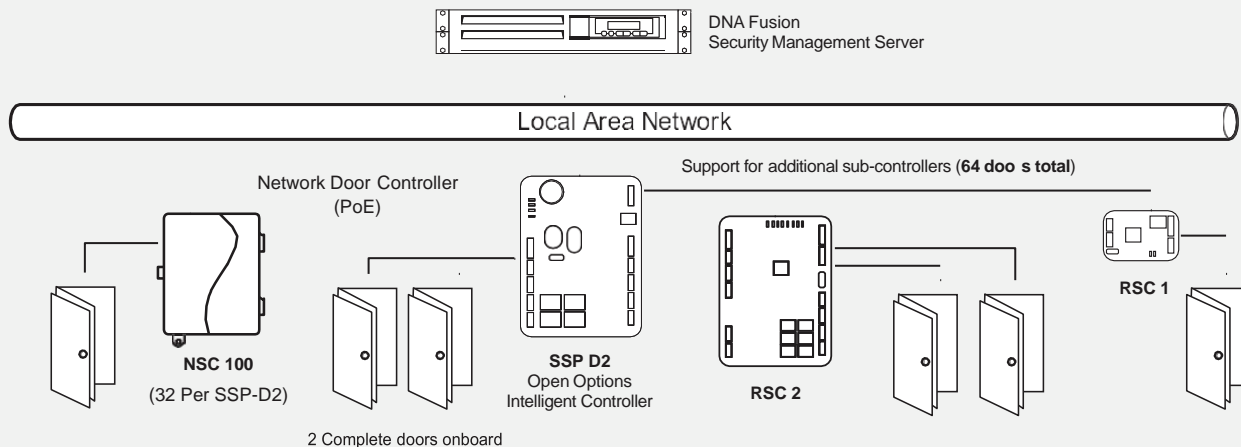 DNA Fusion
Security Management Server
Local Area Network
Support for additional sub-controllers (64 doo s total)
Network Door Controller
(PoE)
NSC 100
(32 Per SSP-D2)
SSP D2
Open Options
Intelligent Controller
RSC 2
RSC 1
2 Complete doors onboard